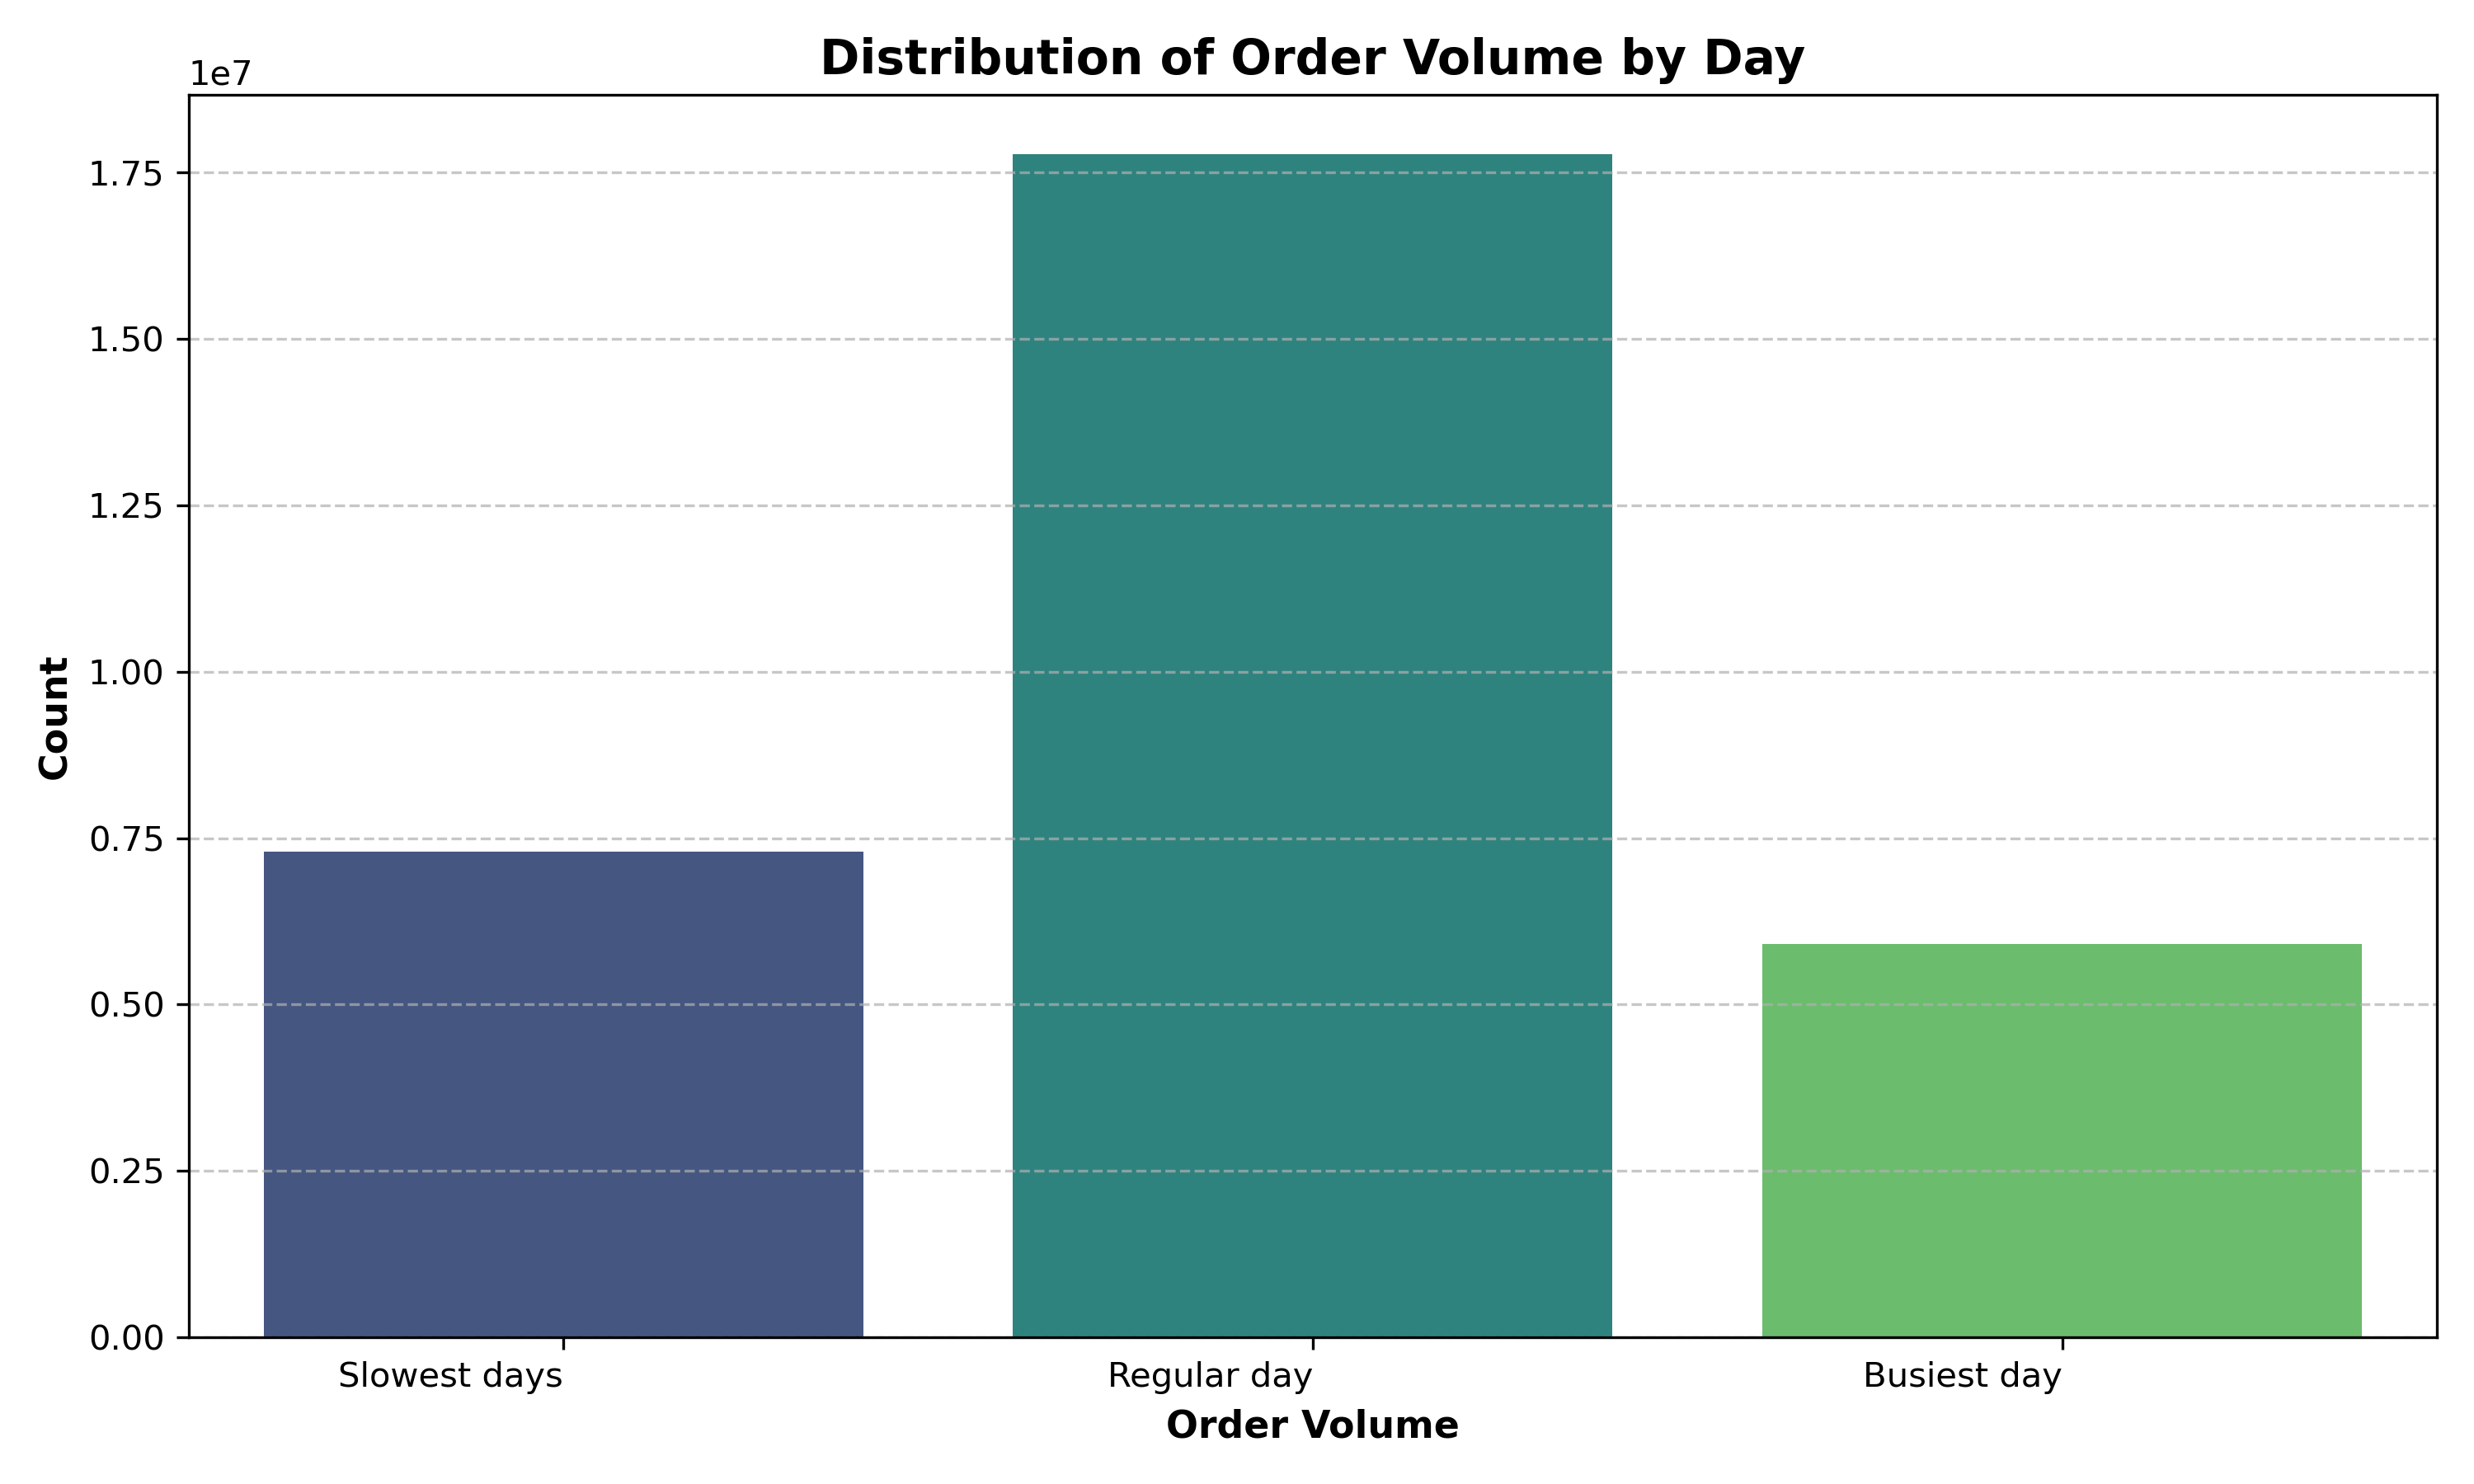 Distribution of Order Volume by Day
1e7
1.75
1.50
1.25
1.00
0.75
0.50
0.25
0.00
Count
Slowest days Regular day Busiest day
Order Volume